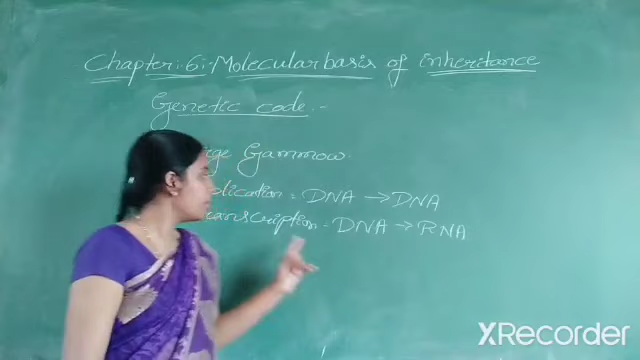 Chapter:6:-Molecular basis of inheritance
Genetic code:-
Gammow.
= DNA → DNA
= DNA → RNA
XRecorder